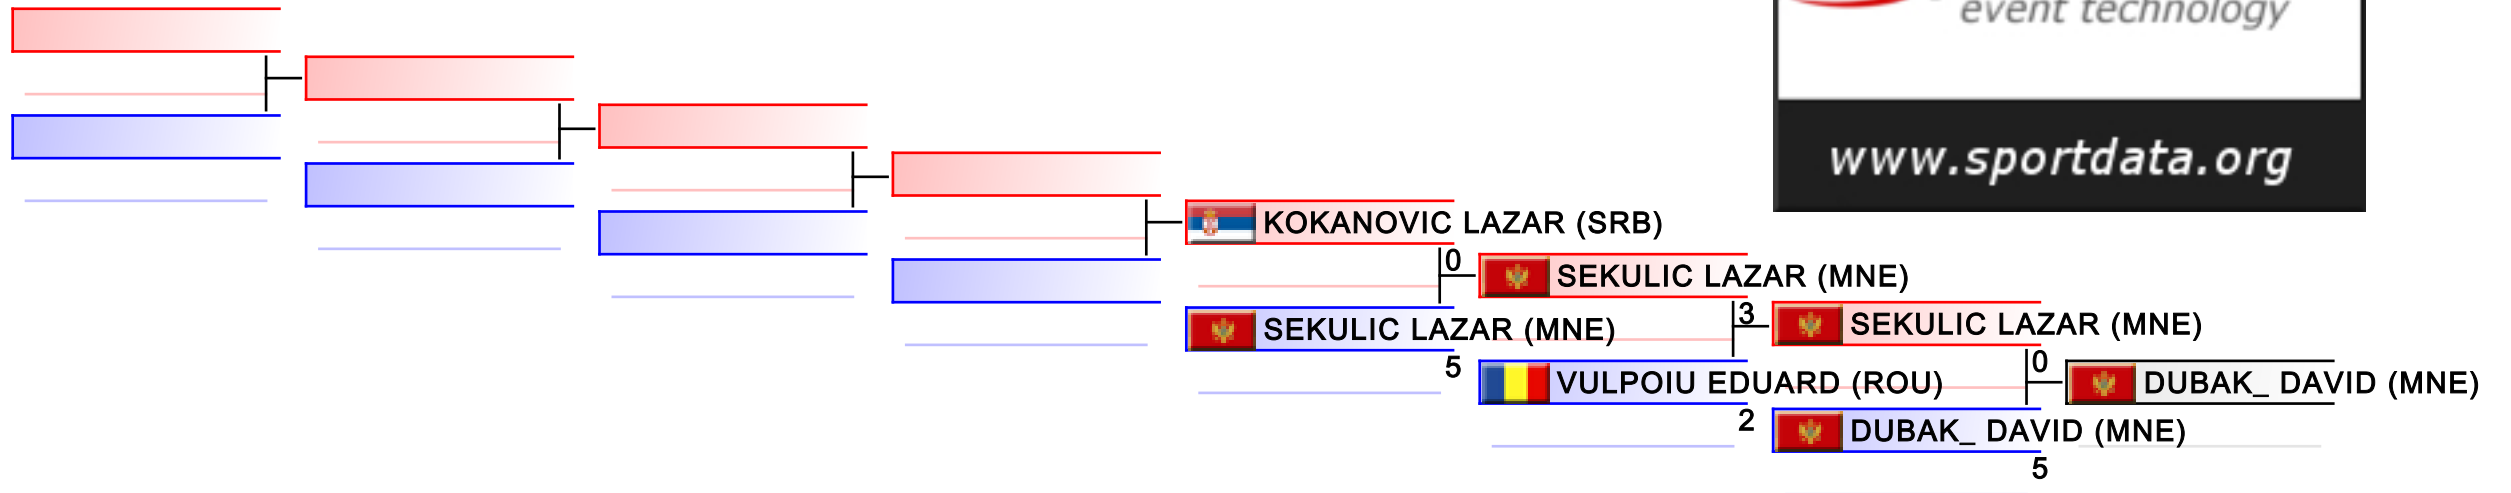 event technology
www.sportdata.org
KOKANOVIC LAZAR (SRB)
0
SEKULIC LAZAR (MNE)
3
SEKULIC LAZAR (MNE)
5
SEKULIC LAZAR (MNE)
0
VULPOIU EDUARD (ROU)
2
DUBAK_ DAVID (MNE)
DUBAK_ DAVID (MNE)
5